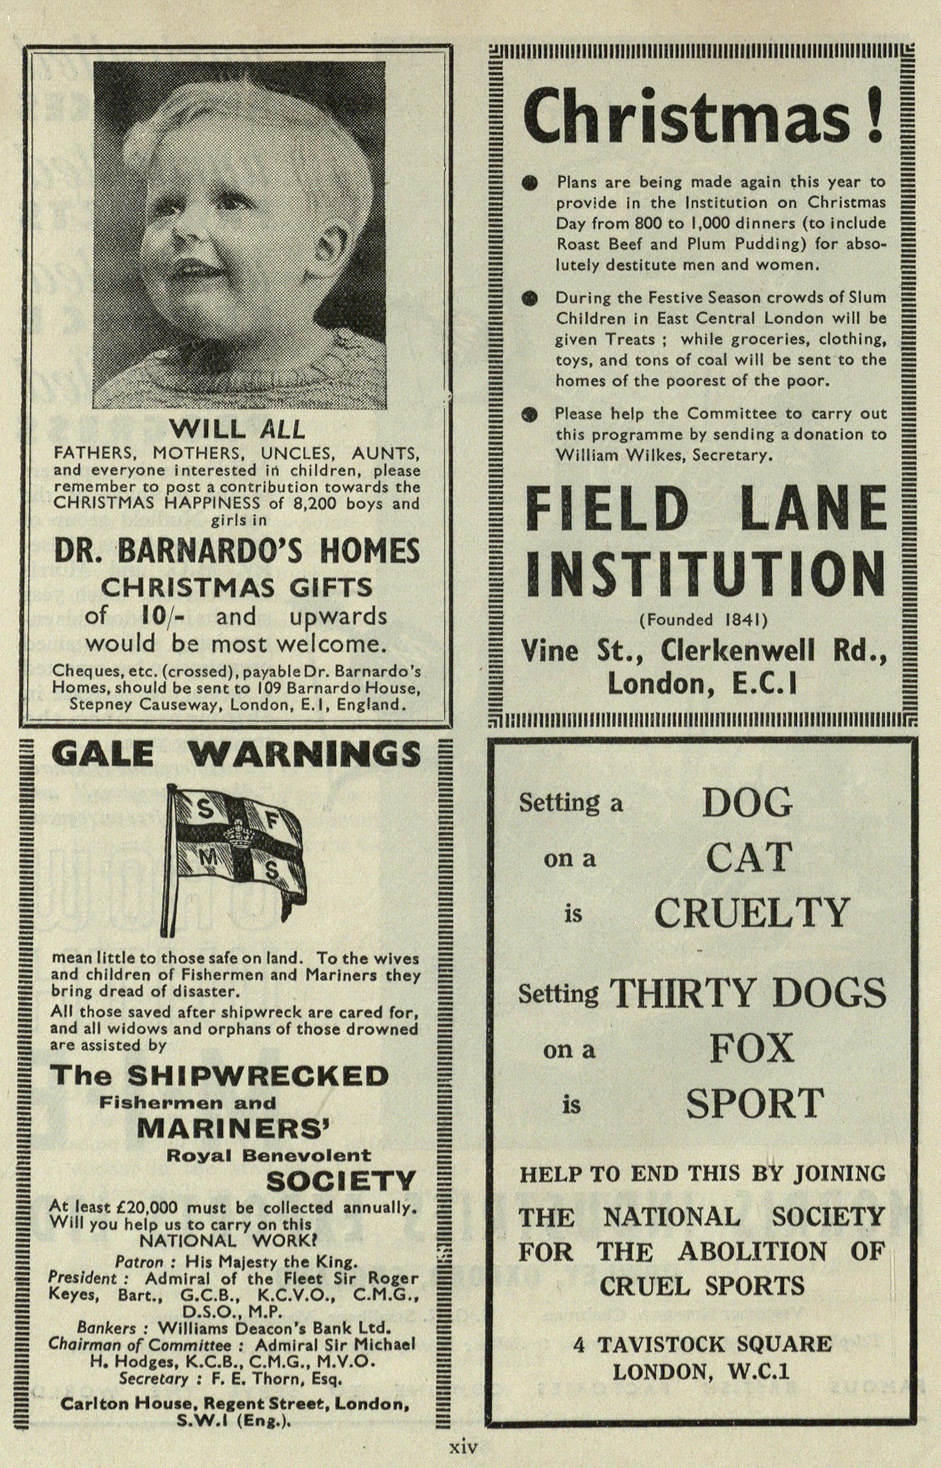 WILL ALL
FATHERS, MOTHERS, UNCLES, AUNTS,
and everyone interested in children, please
remember to post a contribution towards the
CHRISTMAS HAPPINESS of 8,200 boys and
girls in
DR. BARNARDO'S HOMES
CHRISTMAS GIFTS
of 10/- and upwards
would be most welcome.
Cheques, etc. (crossed), payable Dr. Barnardo's
Homes, should be sent to 109 Barnardo House,
Stepney Causeway, London, E.1, England.
Christmas!
● Plans are being made again this year to
provide in the Institution on Christmas
Day from 800 to 1,000 dinners (to include
Roast Beef and Plum Pudding) for abso-
lutely destitute men and women.
● During the Festive Season crowds of Slum
Children in East Central London will be
given Treats ; while groceries, clothing,
toys, and tons of coal will be sent to the
homes of the poorest of the poor.
● Please help the Committee to carry out
this programme by sending a donation to
William Wilkes, Secretary.
FIELD LANE
INSTITUTION
(Founded 1841)
Vine St., Clerkenwell Rd.,
London, E.C.1
GALE WARNINGS
S F
M S
mean little to those safe on land. To the wives
and children of Fishermen and Mariners they
bring dread of disaster.
All those saved after shipwreck are cared for,
and all widows and orphans of those drowned
are assisted by
The SHIPWRECKED
Fishermen and
MARINERS'
Royal Benevolent
SOCIETY
At least £20,000 must be collected annually.
Will you help us to carry on this
NATIONAL WORK?
Patron : His Majesty the King.
President : Admiral of the Fleet Sir Roger
Keyes, Bart., G.C.B., K.C.V.O., C.M.G.,
D.S.O., M.P.
Bankers : Williams Deacon's Bank Ltd.
Chairman of Committee : Admiral Sir Michael
H. Hodges, K.C.B., C.M.G., M.V.O.
Secretary : F. E. Thorn, Esq.
Carlton House, Regent Street, London,
S.W.1 (Eng.).
Setting a DOG
on a CAT
is CRUELTY
Setting THIRTY DOGS
on a FOX
is SPORT
HELP TO END THIS BY JOINING
THE NATIONAL SOCIETY
FOR THE ABOLITION OF
CRUEL SPORTS
4 TAVISTOCK SQUARE
LONDON, W.C.1
xiv